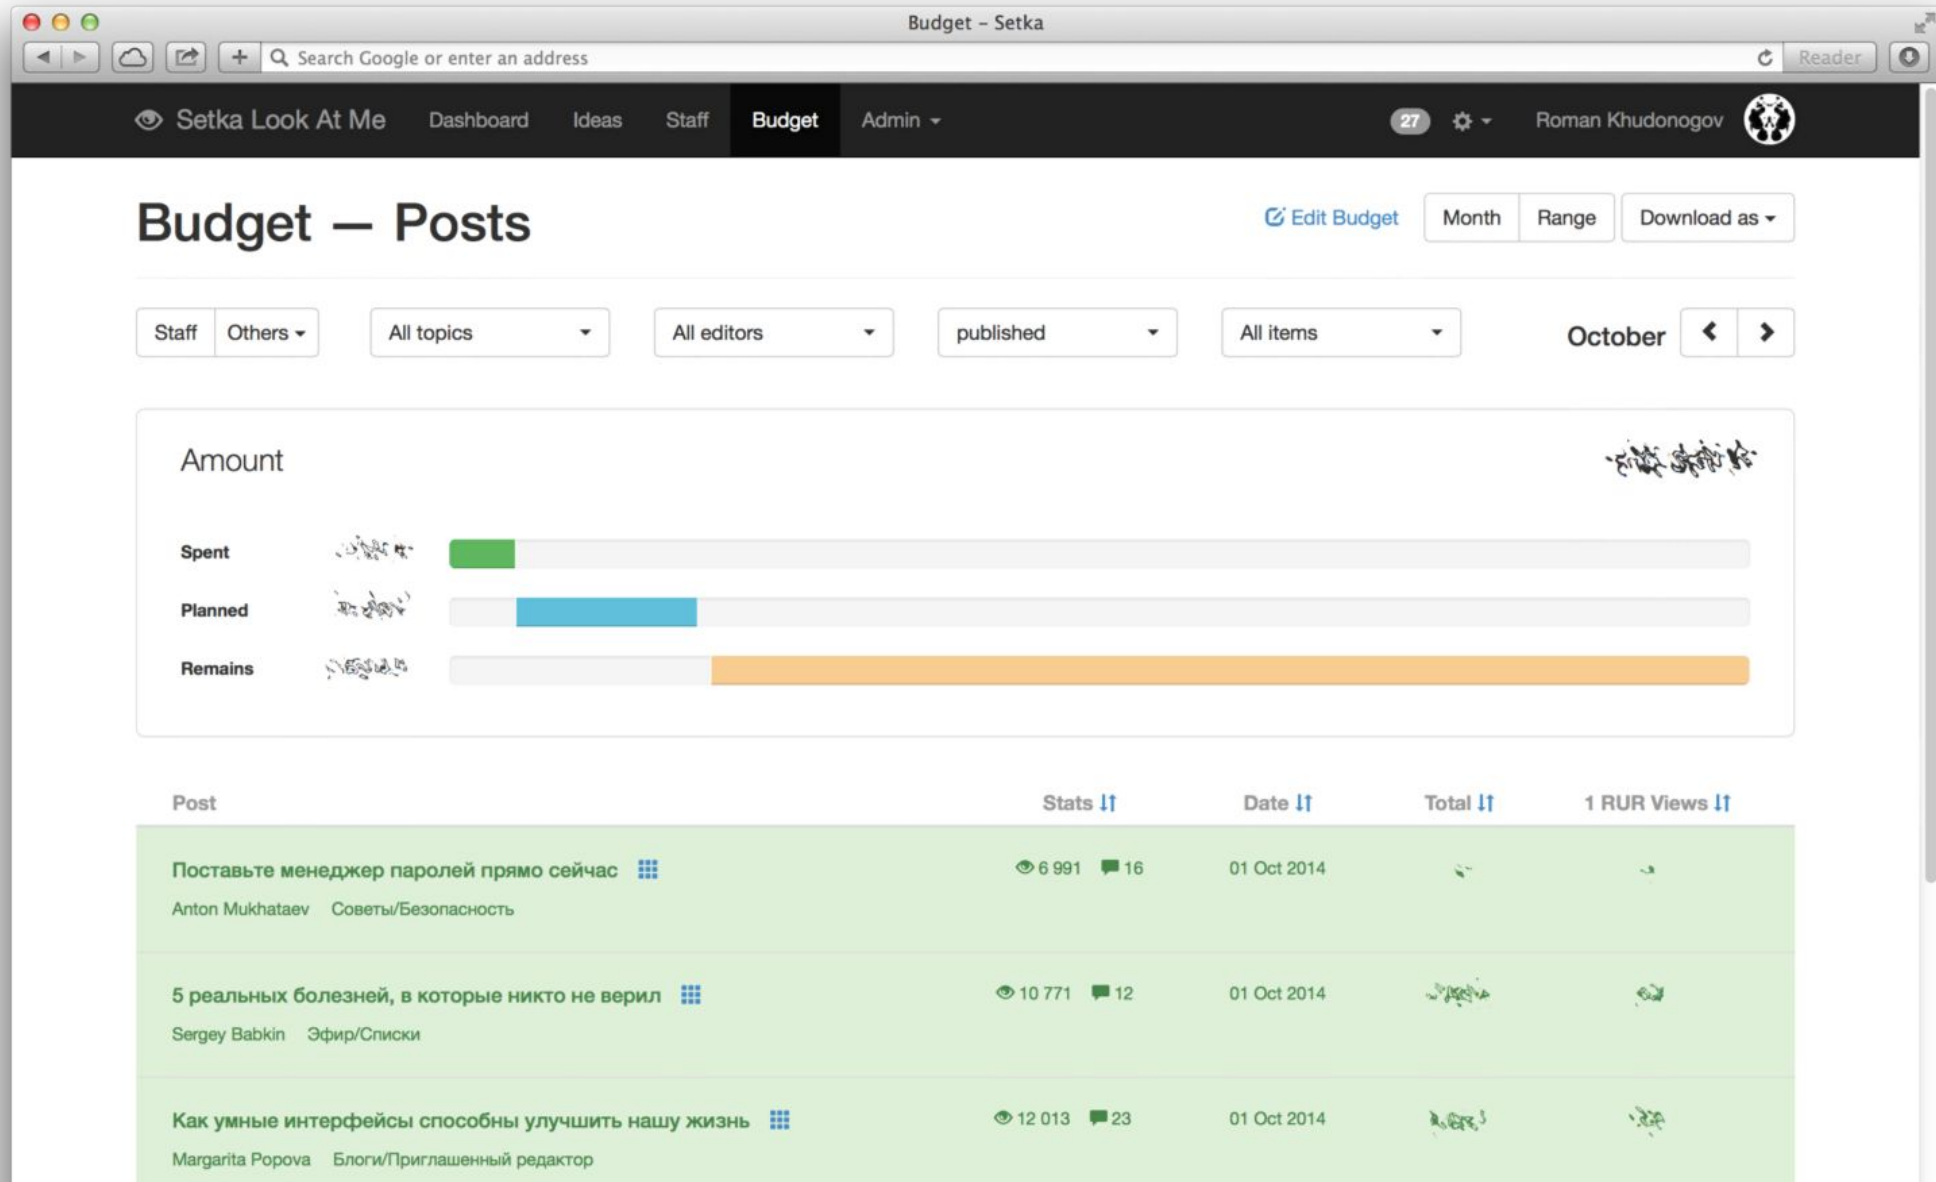 Budget – Setka
Search Google or enter an address Reader
Setka Look At Me Dashboard Ideas Staff Budget Admin 27 Roman Khudonogov
Budget — Posts Edit Budget Month Range Download as
Staff Others All topics All editors published All items October
Amount
Spent
Planned
Remains
Post Stats Date Total 1 RUR Views
Поставьте менеджер паролей прямо сейчас 6 991 16 01 Oct 2014
Anton Mukhataev Советы/Безопасность
5 реальных болезней, в которые никто не верил 10 771 12 01 Oct 2014
Sergey Babkin Эфир/Списки
Как умные интерфейсы способны улучшить нашу жизнь 12 013 23 01 Oct 2014
Margarita Popova Блоги/Приглашенный редактор